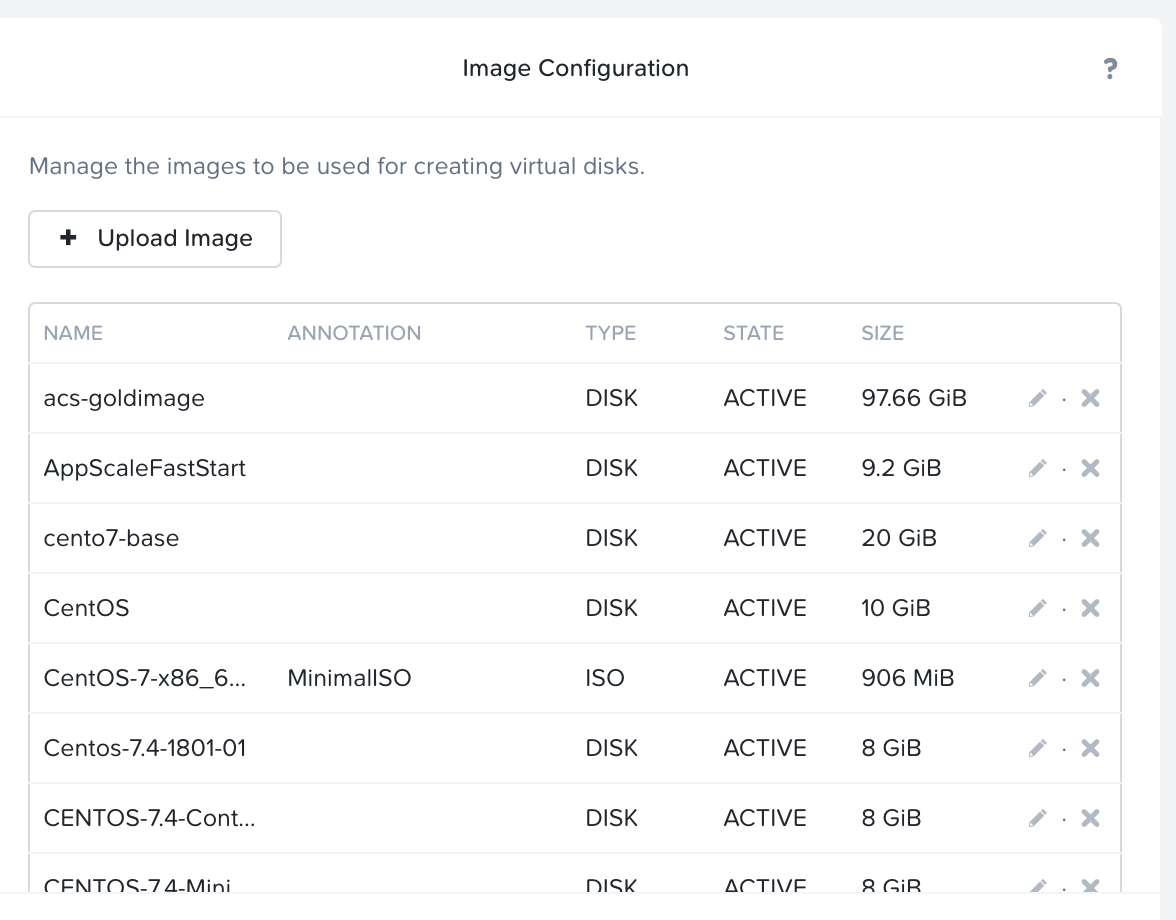 Image Configuration ?
Manage the images to be used for creating virtual disks.
+ Upload Image
NAME ANNOTATION TYPE STATE SIZE
acs-goldimage DISK ACTIVE 97.66 GiB
AppScaleFastStart DISK ACTIVE 9.2 GiB
cento7-base DISK ACTIVE 20 GiB
CentOS DISK ACTIVE 10 GiB
CentOS-7-x86_6... MinimalISO ISO ACTIVE 906 MiB
Centos-7.4-1801-01 DISK ACTIVE 8 GiB
CENTOS-7.4-Cont... DISK ACTIVE 8 GiB
CENTOS-7.4-Mini DISK ACTIVE 8 GiB